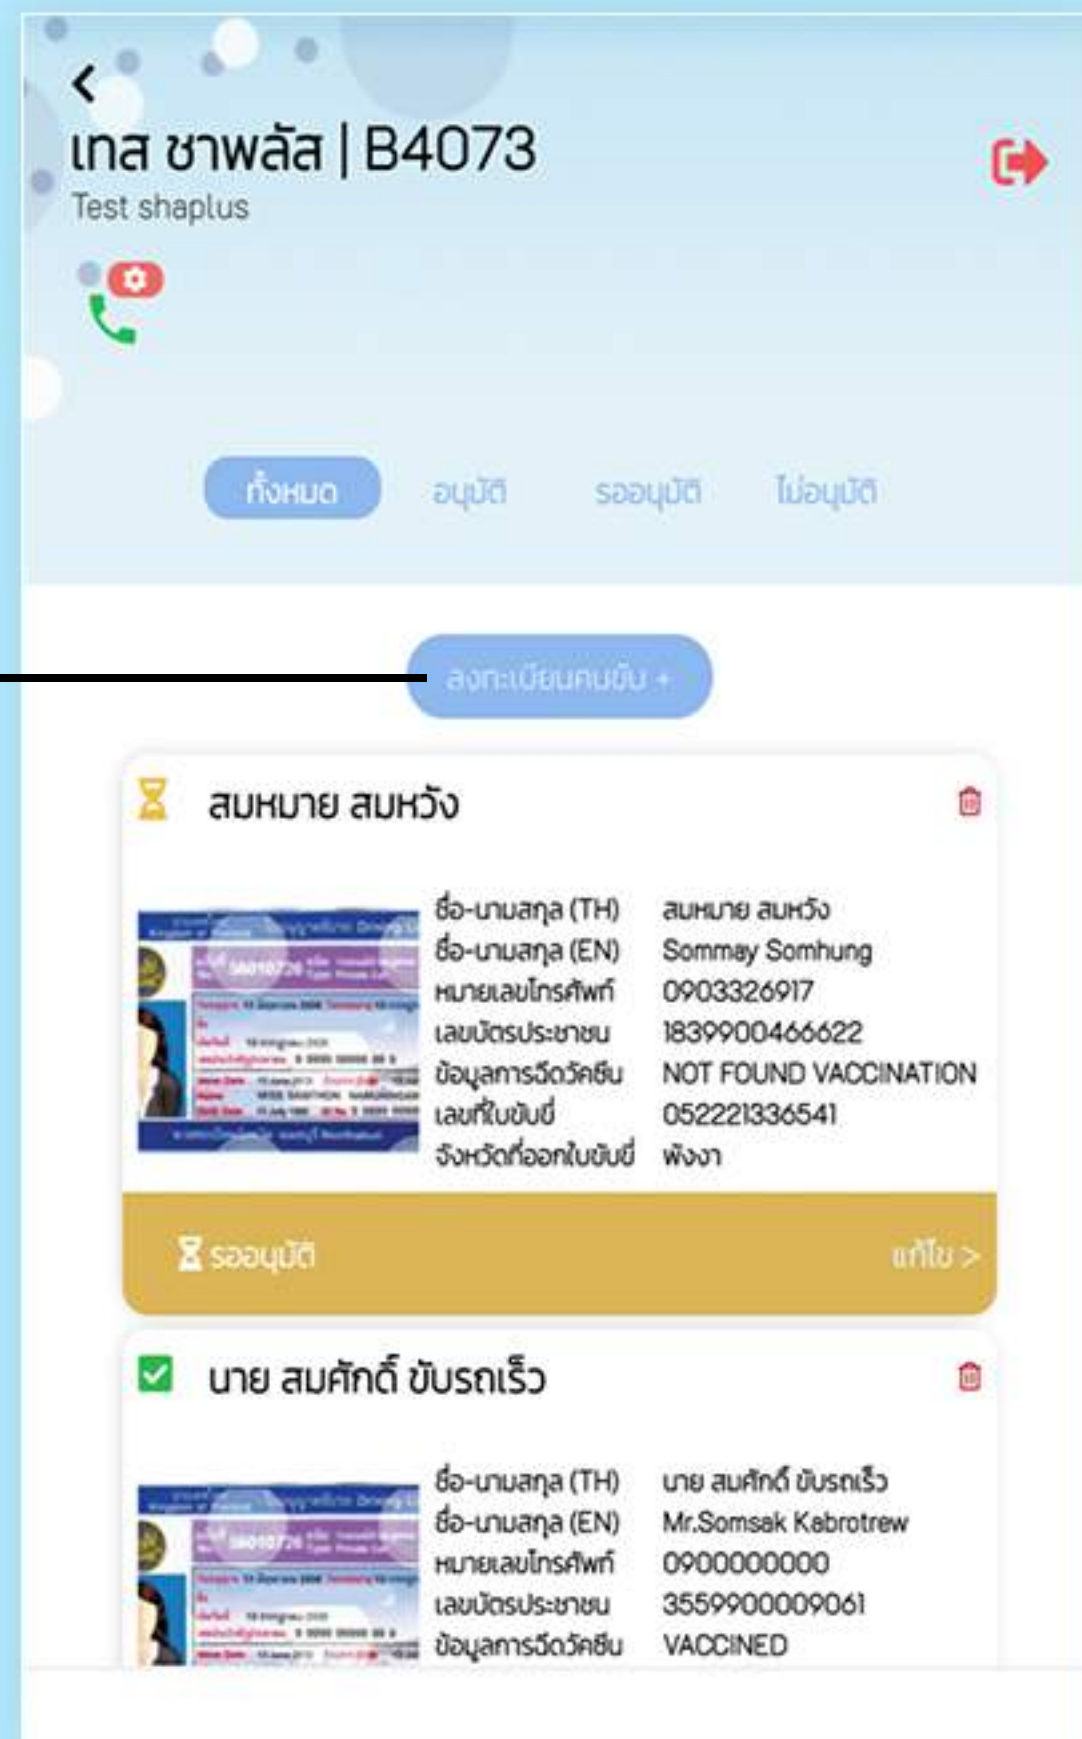 เทส ชาพลัส | B4073
Test shaplus
ทั้งหมด อนุมัติ รออนุมัติ ไม่อนุมัติ
ลงทะเบียนคนขับ +
สมหมาย สมหวัง
ชื่อ-นามสกุล (TH) สมหมาย สมหวัง
ชื่อ-นามสกุล (EN) Sommay Somhung
หมายเลขโทรศัพท์ 0903326917
เลขบัตรประชาชน 1839900466622
ข้อมูลการฉีดวัคซีน NOT FOUND VACCINATION
เลขที่ใบขับขี่ 052221336541
จังหวัดที่ออกใบขับขี่ พังงา
รออนุมัติ แก้ไข >
นาย สมศักดิ์ ขับรถเร็ว
ชื่อ-นามสกุล (TH) นาย สมศักดิ์ ขับรถเร็ว
ชื่อ-นามสกุล (EN) Mr.Somsak Kabrotrew
หมายเลขโทรศัพท์ 0900000000
เลขบัตรประชาชน 3559900009061
ข้อมูลการฉีดวัคซีน VACCINED